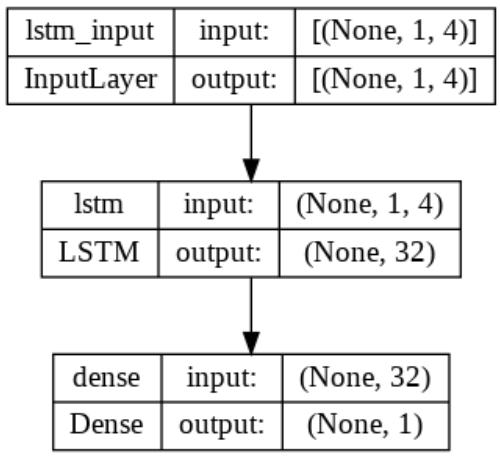 lstm_input input: [(None, 1, 4)]
InputLayer output: [(None, 1, 4)]
lstm input: (None, 1, 4)
LSTM output: (None, 32)
dense input: (None, 32)
Dense output: (None, 1)